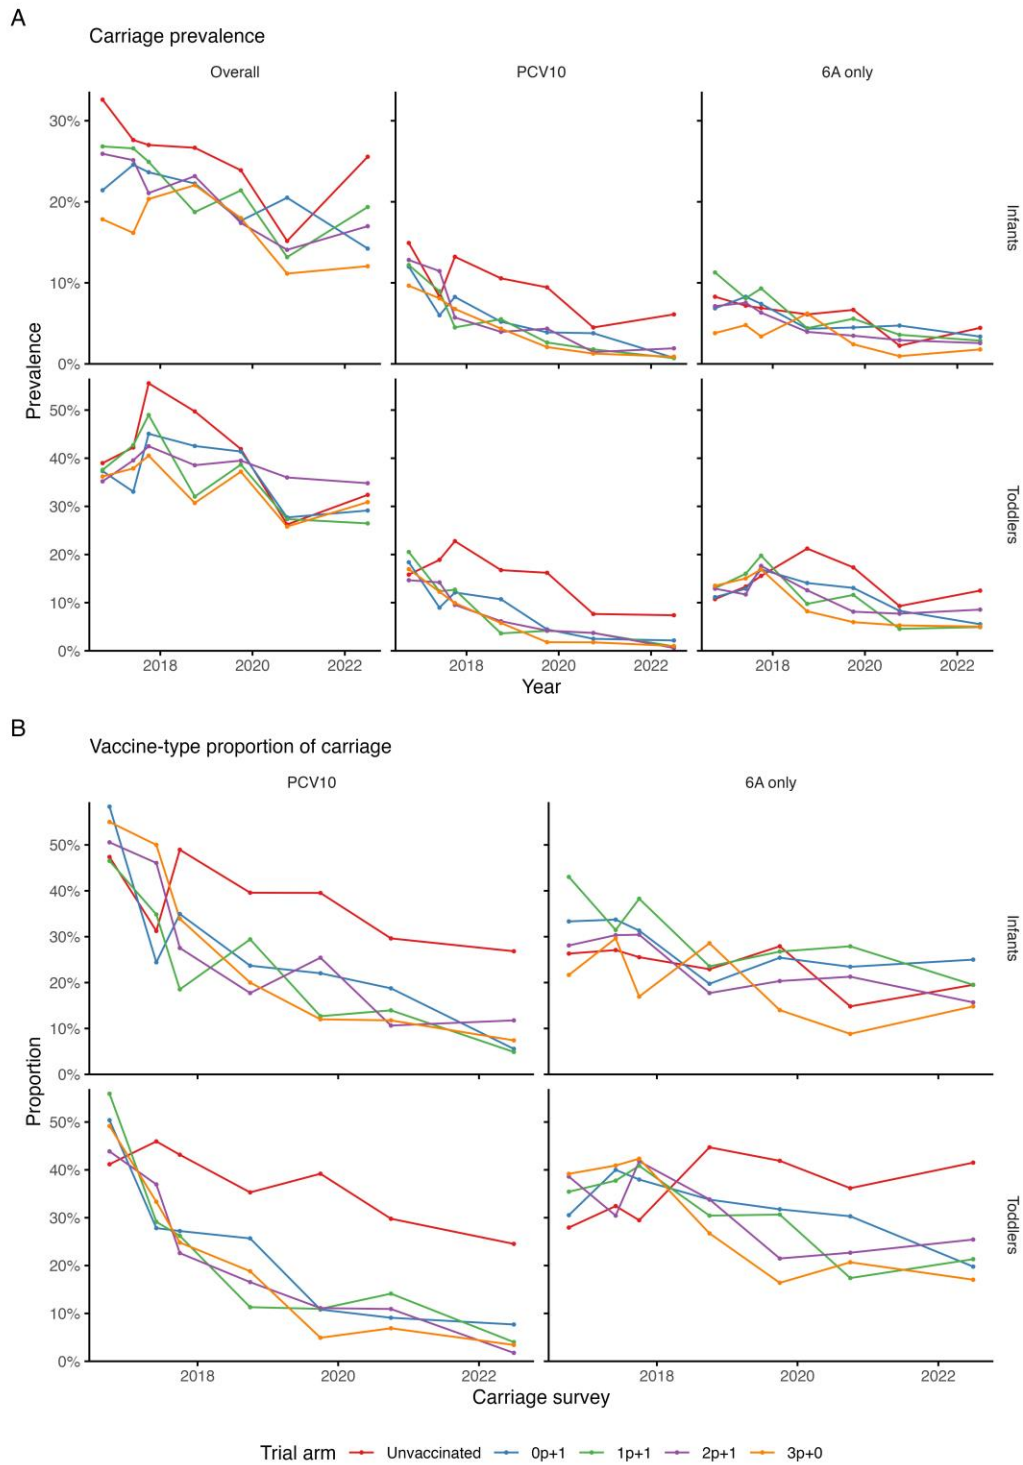 A
Carriage prevalence
Overall
PCV10
6A only
30%
20%
10%
0%
Infants
50%
40%
30%
20%
10%
0%
Toddlers
Prevalence
2018
2020
2022
2018
2020
2022
2018
2020
2022
Year
B
Vaccine-type proportion of carriage
PCV10
6A only
50%
40%
30%
20%
10%
0%
Infants
50%
40%
30%
20%
10%
0%
Toddlers
Proportion
2018
2020
2022
2018
2020
2022
Carriage survey
Trial arm Unvaccinated 0p+1 1p+1 2p+1 3p+0